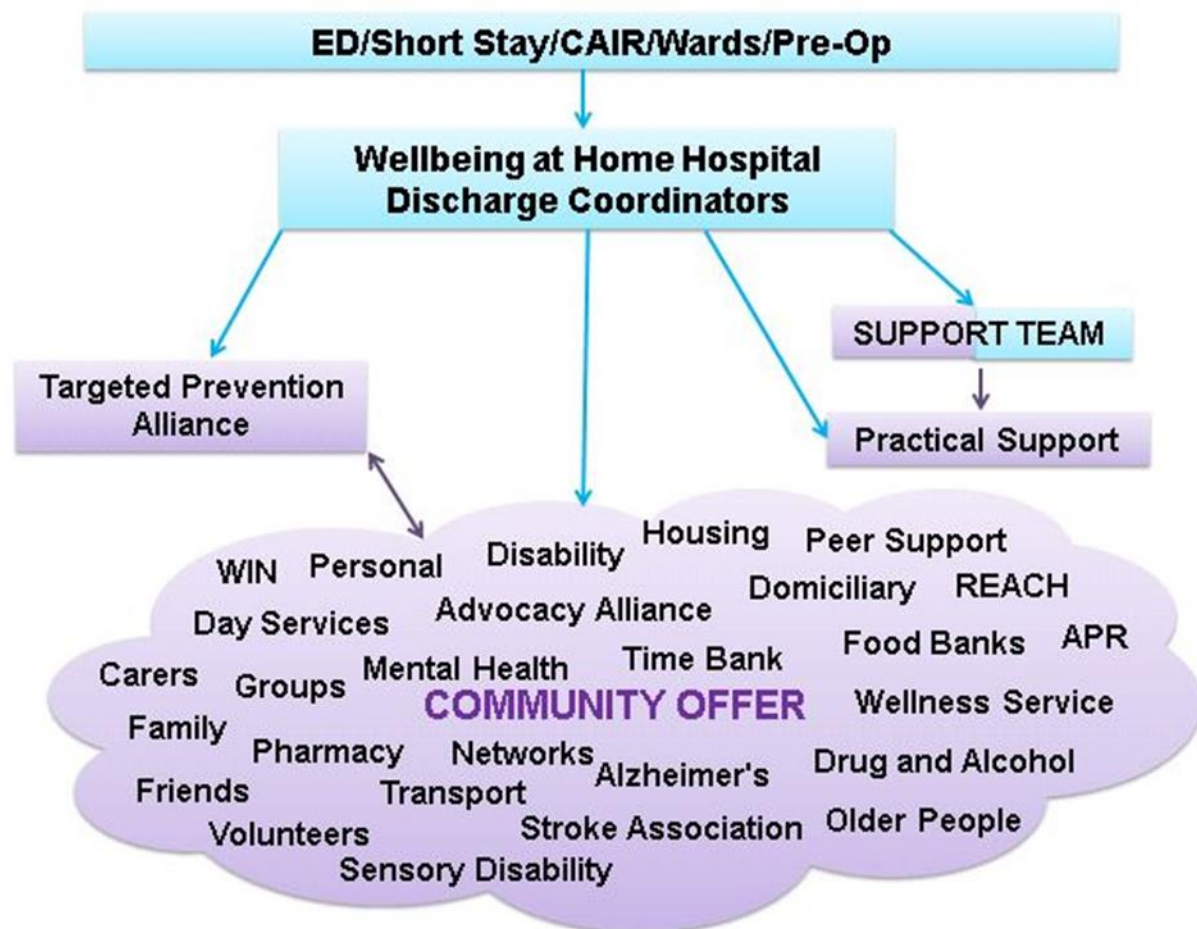 ED/Short Stay/CAIR/Wards/Pre-Op
Wellbeing at Home Hospital
Discharge Coordinators
SUPPORT TEAM
Targeted Prevention
Alliance
Practical Support
WIN
Personal
Disability
Housing
Peer Support
Day Services
Advocacy Alliance
Domiciliary
REACH
Carers
Groups
Mental Health
Time Bank
Food Banks
APR
COMMUNITY OFFER
Wellness Service
Family
Pharmacy
Networks
Alzheimer's
Drug and Alcohol
Friends
Transport
Volunteers
Stroke Association
Older People
Sensory Disability